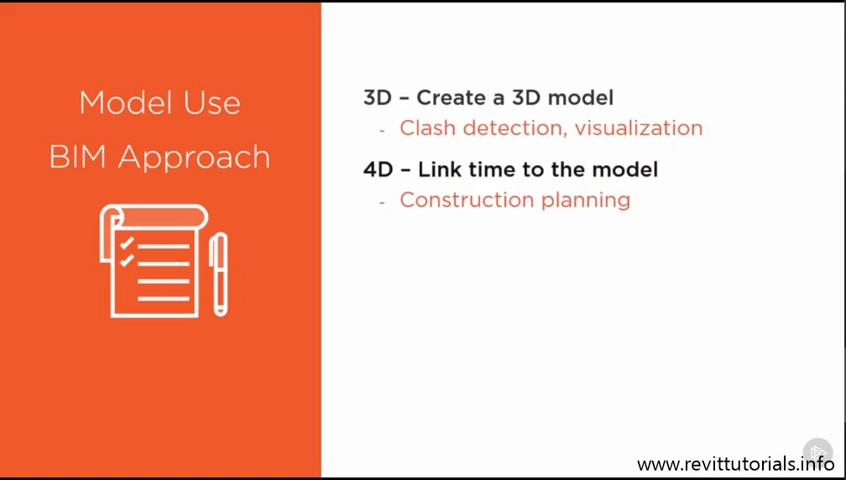 Model Use
BIM Approach
3D – Create a 3D model
- Clash detection, visualization
4D – Link time to the model
- Construction planning
www.revittutorials.info